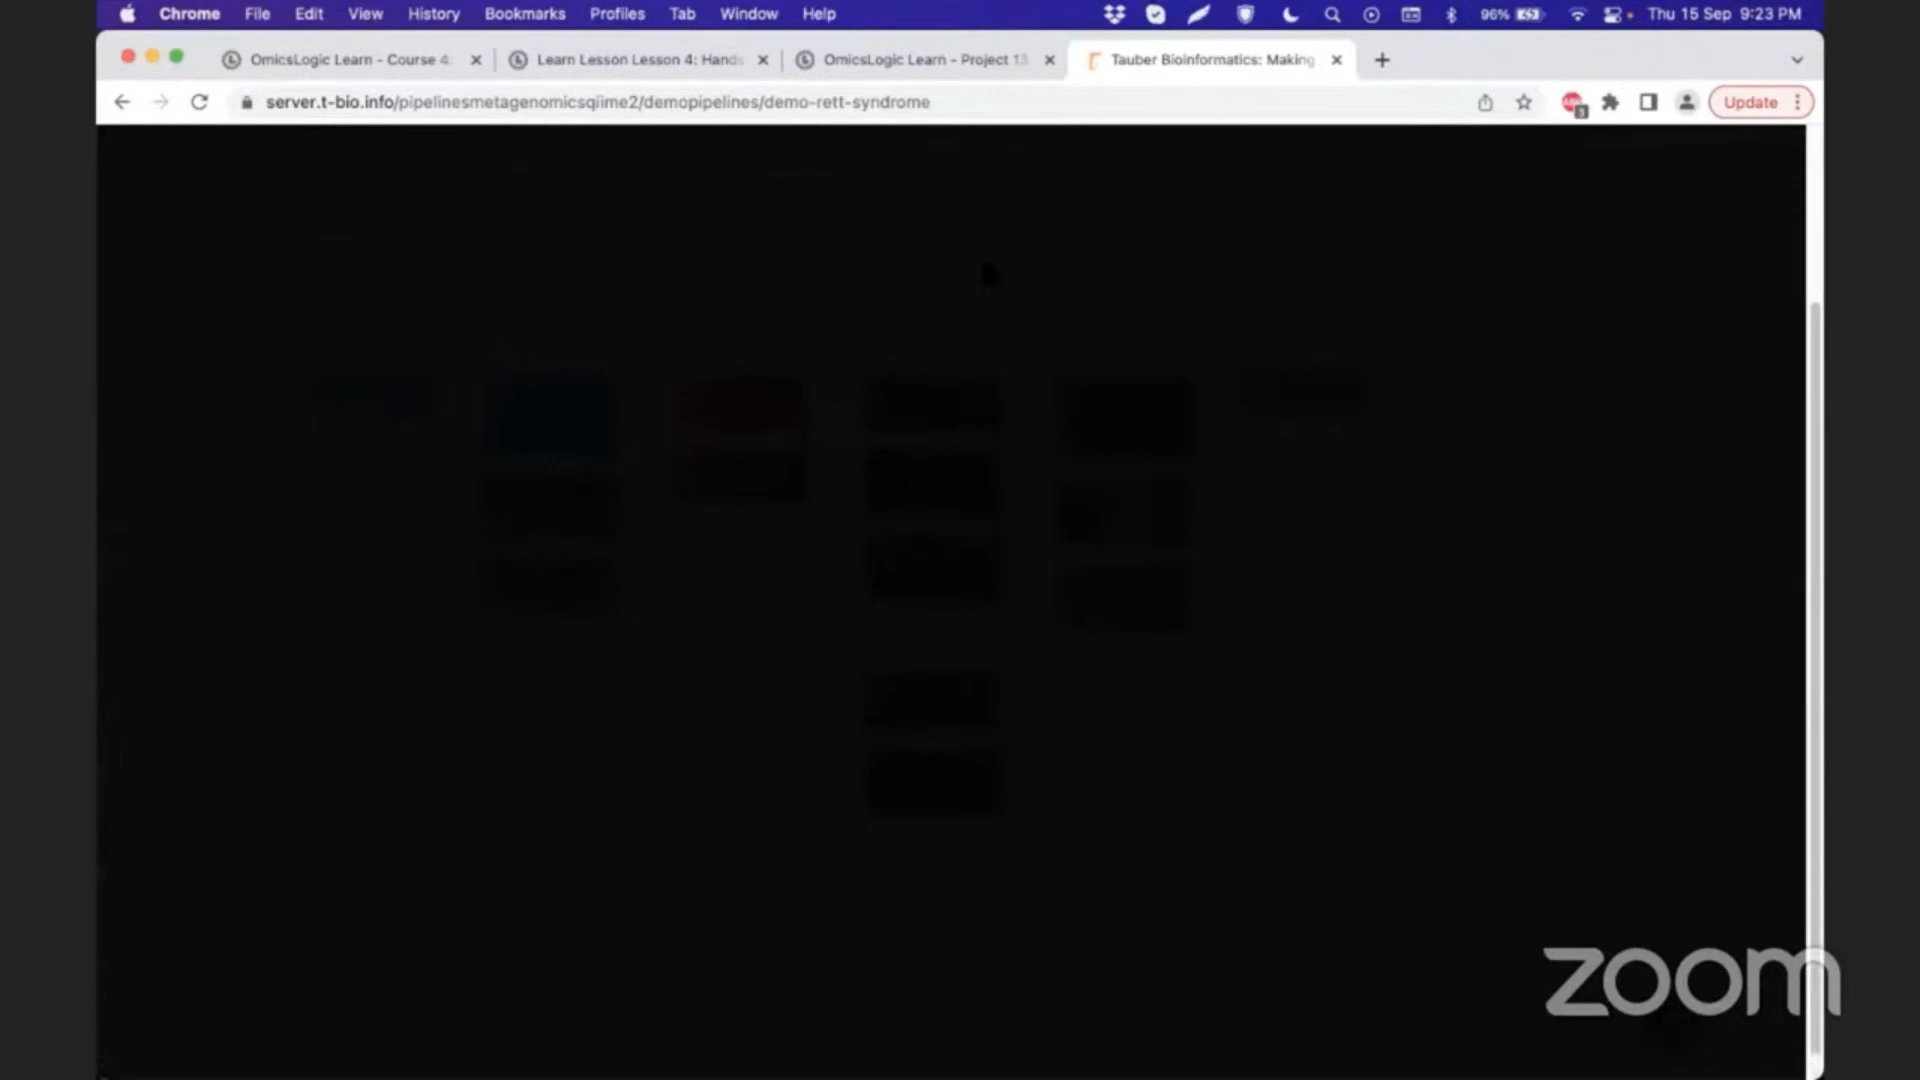 Chrome File Edit View History Bookmarks Profiles Tab Window Help 96% Thu 15 Sep 9:23 PM
OmicsLogic Learn - Course 4: Learn Lesson Lesson 4: Hands OmicsLogic Learn - Project 13 Tauber Bioinformatics: Making
server.t-bio.info/pipelinesmetagenomicsqiime2/demopipelines/demo-rett-syndrome Update
zoom